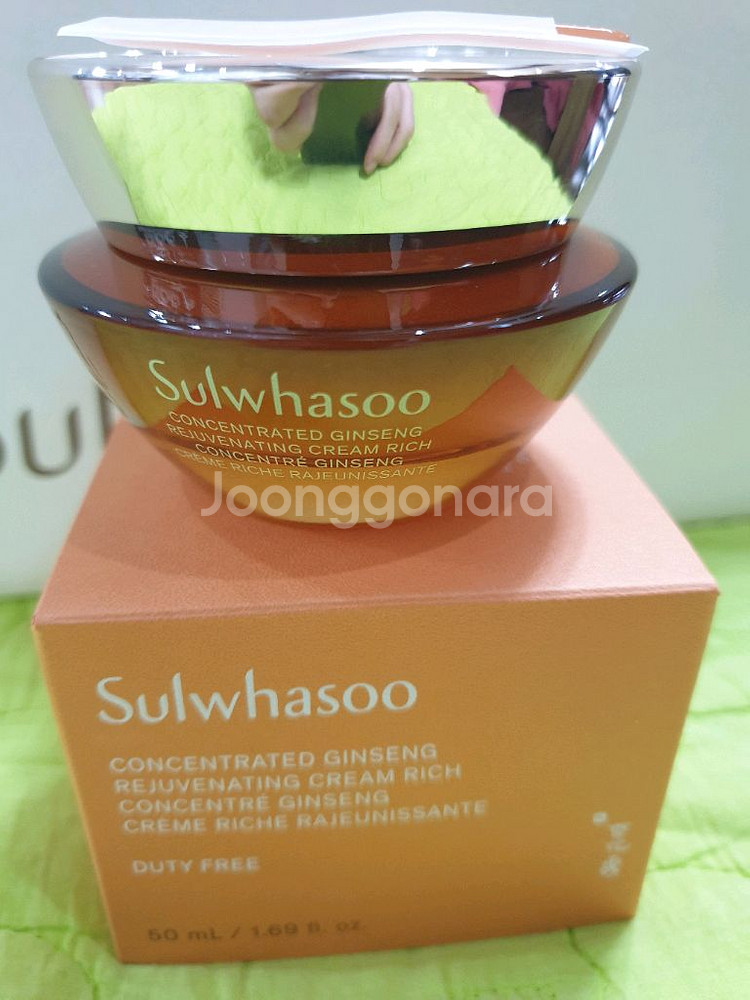 Sulwhasoo
CONCENTRATED GINSENG
REJUVENATING CREAM RICH
CONCENTRÉ GINSENG
CRÈME RICHE RAJEUNISSANTE
Joonggonara
Sulwhasoo
CONCENTRATED GINSENG
REJUVENATING CREAM RICH
CONCENTRÉ GINSENG
CRÈME RICHE RAJEUNISSANTE
DUTY FREE
50 mL / 1.69 fl. oz.